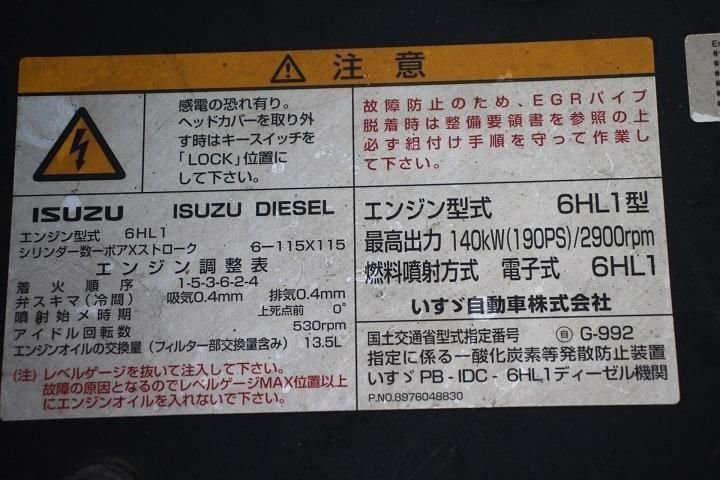 注意
感電の恐れ有り。
ヘッドカバーを取り外
す時はキースイッチを
「LOCK」位置に
して下さい。
故障防止のため、EGRパイプ
脱着時は整備要領書を参照の上
必ず組付け手順を守って作業し
て下さい。
ISUZU ISUZU DIESEL
エンジン型式 6HL1
シリンダー数ーボアXストローク 6-115X115
エンジン調整表
着火順序 1-5-3-6-2-4
弁スキマ(冷間) 吸気0.4mm 排気0.4mm
噴射始メ時期 上死点前 0°
アイドル回転数 530rpm
エンジンオイルの交換量(フィルター部交換量含み) 13.5L
(注)レベルゲージを抜いて注入して下さい。
故障の原因となるのでレベルゲージMAX位置以上
にエンジンオイルを入れないで下さい。
エンジン型式 6HL1型
最高出力 140kW(190PS)/2900rpm
燃料噴射方式 電子式 6HL1
いすゞ自動車株式会社
国土交通省型式指定番号 自 G-992
指定に係る一酸化炭素等発散防止装置
いすゞPB-IDC-6HL1ディーゼル機関
P.NO.8976048830